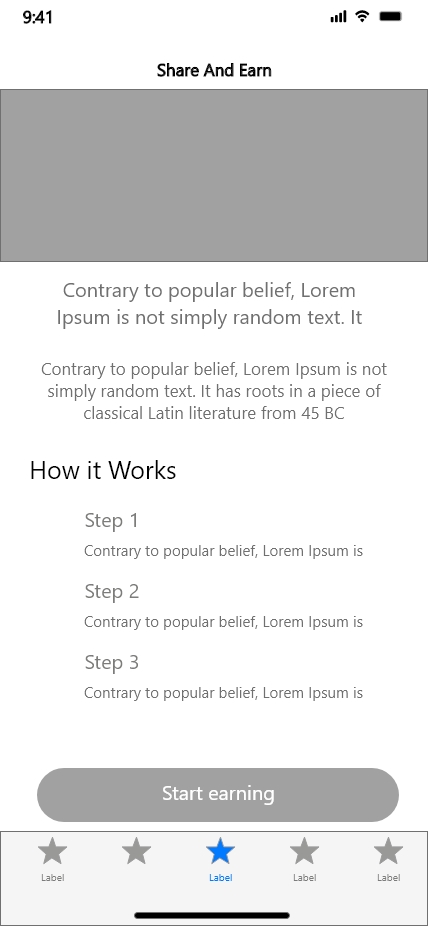 9:41
Share And Earn
Contrary to popular belief, Lorem
Ipsum is not simply random text. It
Contrary to popular belief, Lorem Ipsum is not
simply random text. It has roots in a piece of
classical Latin literature from 45 BC
How it Works
Step 1
Contrary to popular belief, Lorem Ipsum is
Step 2
Contrary to popular belief, Lorem Ipsum is
Step 3
Contrary to popular belief, Lorem Ipsum is
Start earning
Label
Label
Label
Label